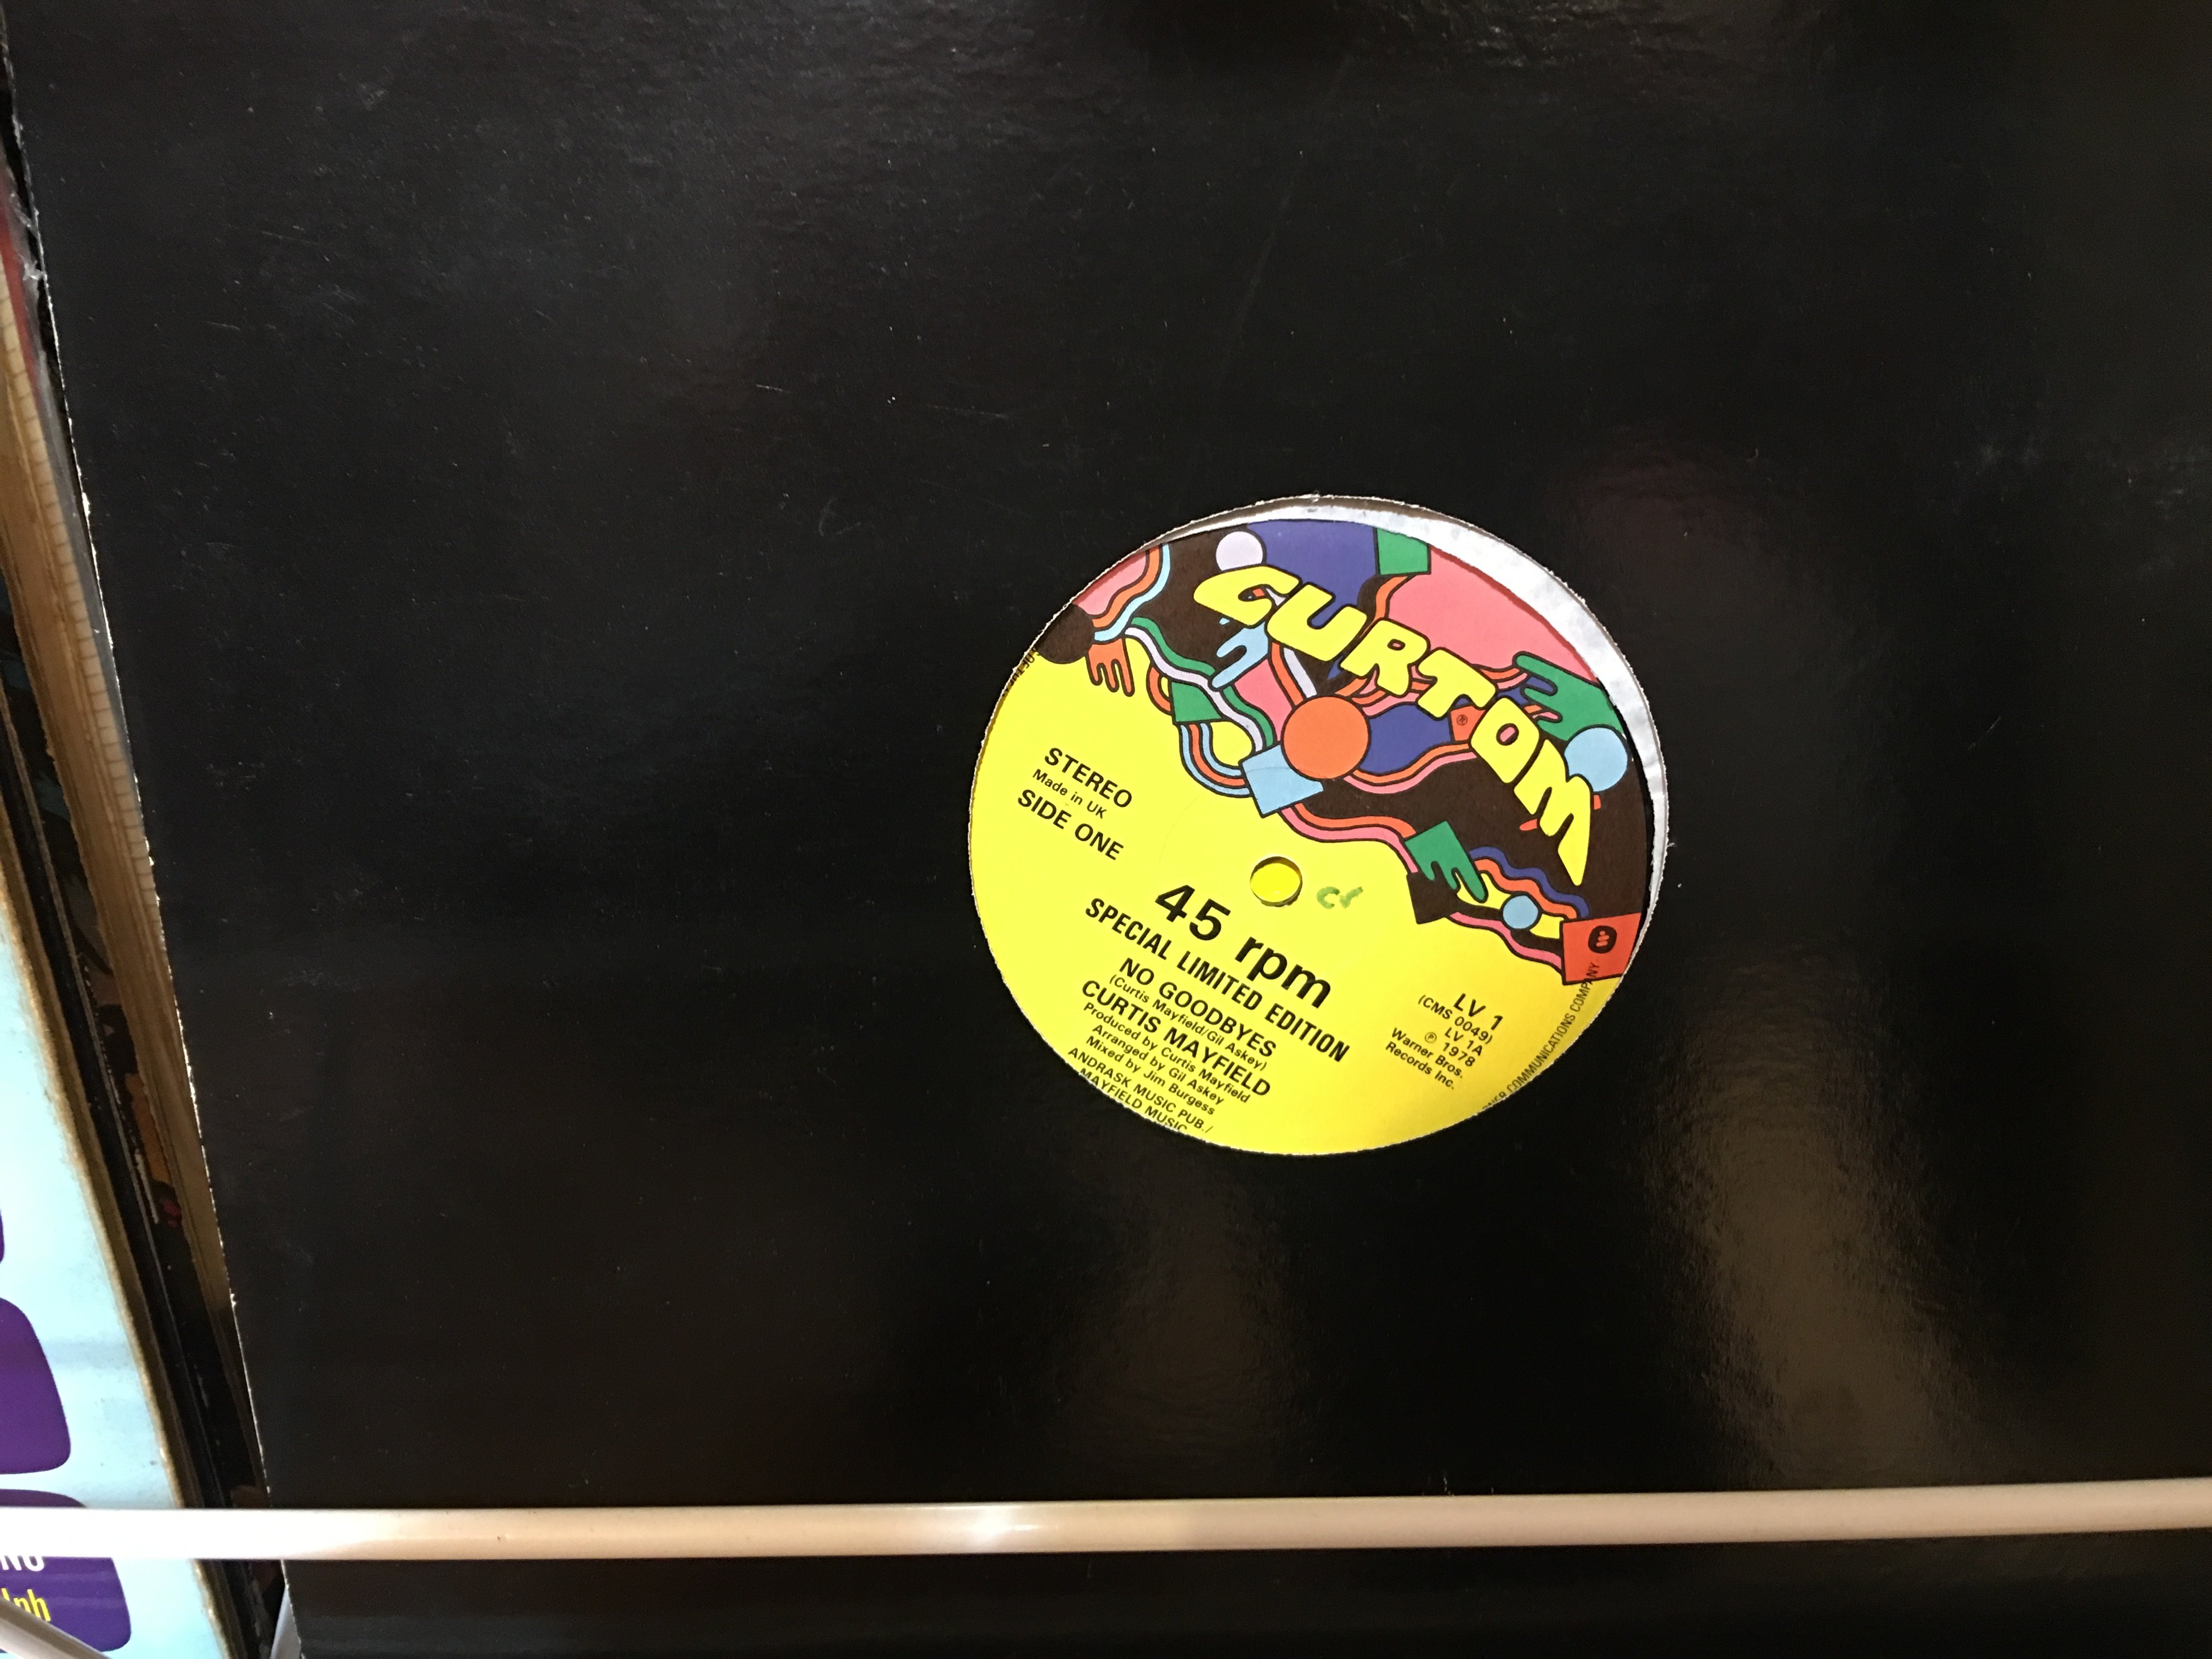 CURTOM
STEREO
Made in UK
SIDE ONE
45 rpm
SPECIAL LIMITED EDITION
NO GOODBYES
(Curtis Mayfield/Gil Askey)
CURTIS MAYFIELD
Produced by Curtis Mayfield
Arranged by Gil Askey
Mixed by Jim Burgess
ANDRASK MUSIC PUB./
MAYFIELD MUSIC
LV 1
(CMS 0049)
LV 1A
℗ 1978
Warner Bros.
Records Inc.
COMMUNICATIONS COMPANY
cr